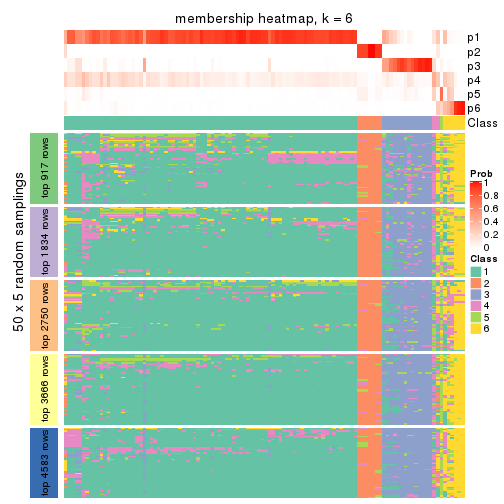 membership heatmap, k = 6
p1
p2
p3
p4
p5
p6
Class
50 x 5 random samplings
top 917 rows
top 1834 rows
top 2750 rows
top 3666 rows
top 4583 rows
Prob
1
0.8
0.6
0.4
0.2
0
Class
1
2
3
4
5
6